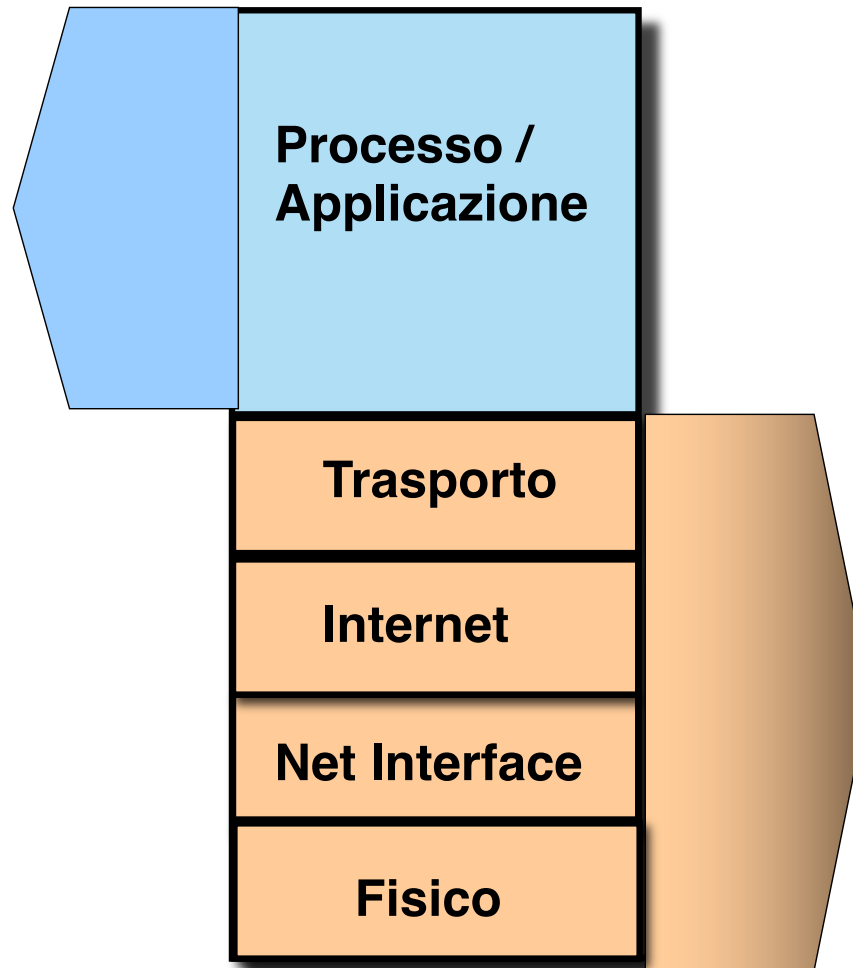 Processo /
Applicazione
Trasporto
Internet
Net Interface
Fisico